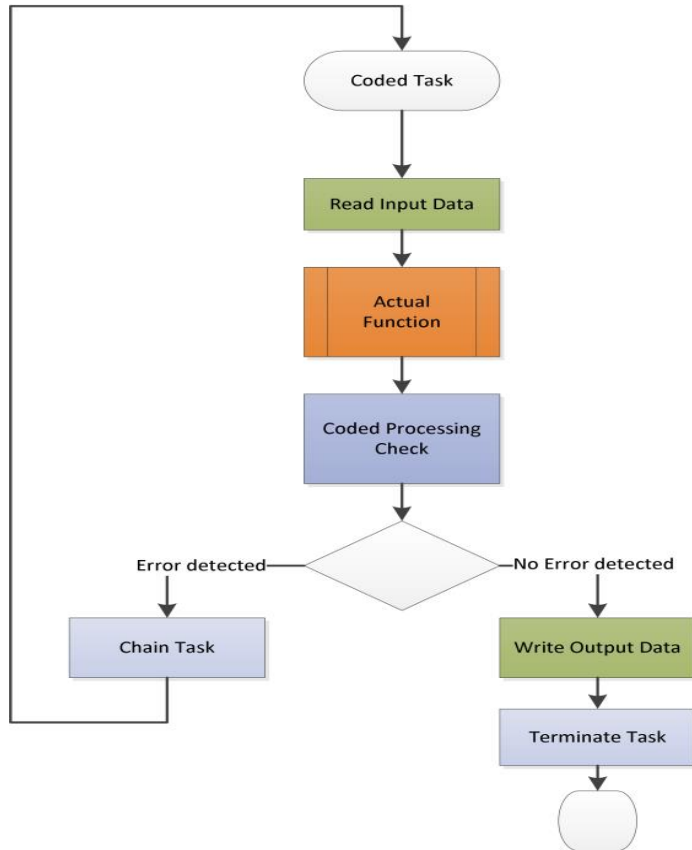 Coded Task
Read Input Data
Actual
Function
Coded Processing
Check
Error detected
No Error detected
Chain Task
Write Output Data
Terminate Task